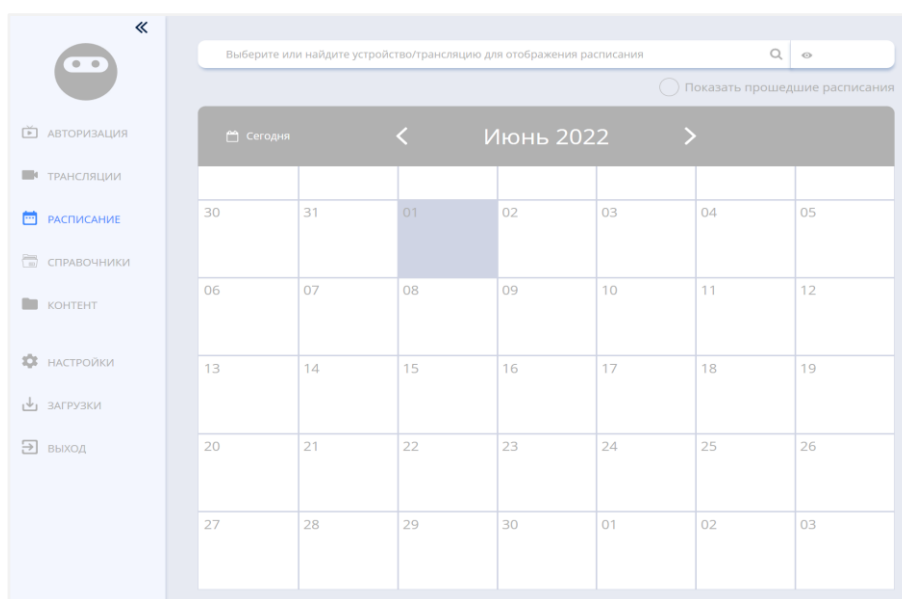 Выберите или найдите устройство/трансляцию для отображения расписания
Показать прошедшие расписания
АВТОРИЗАЦИЯ
ТРАНСЛЯЦИИ
РАСПИСАНИЕ
СПРАВОЧНИКИ
КОНТЕНТ
НАСТРОЙКИ
ЗАГРУЗКИ
ВЫХОД
Сегодня
Июнь 2022
30 31 01 02 03 04 05
06 07 08 09 10 11 12
13 14 15 16 17 18 19
20 21 22 23 24 25 26
27 28 29 30 01 02 03